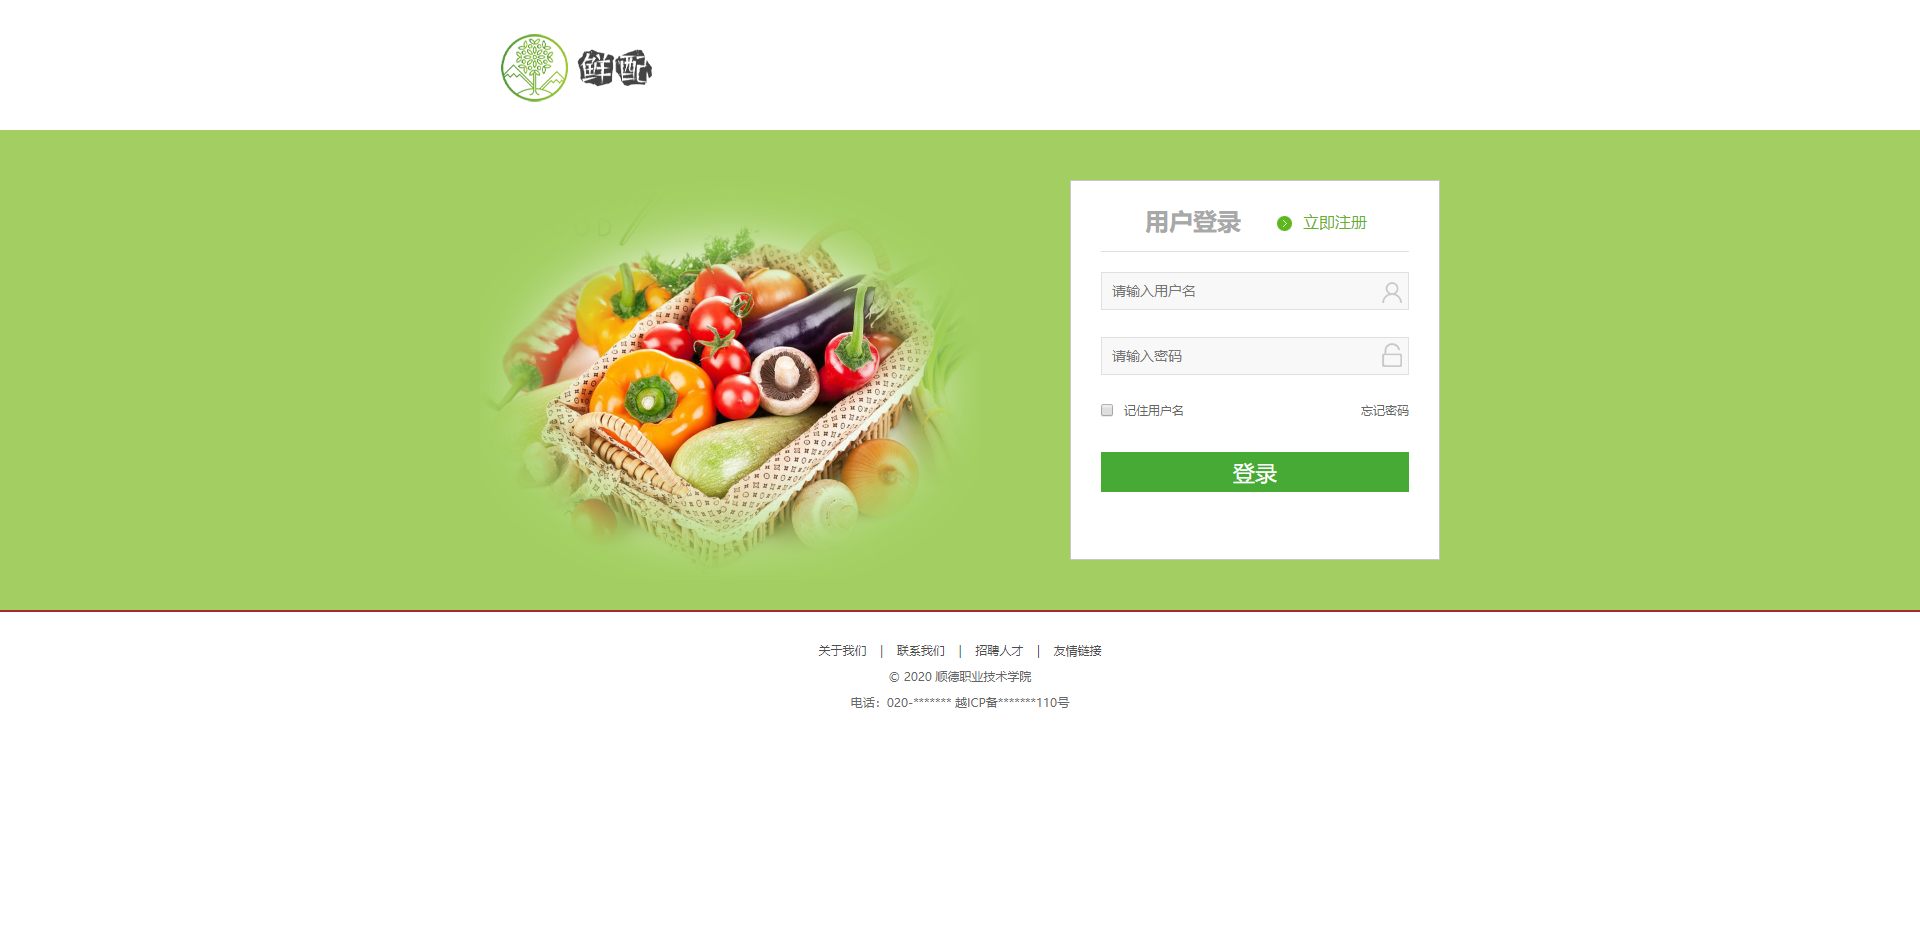 鲜配
用户登录 立即注册
请输入用户名
请输入密码
记住用户名 忘记密码
登录
关于我们 | 联系我们 | 招聘人才 | 友情链接
© 2020 顺德职业技术学院
电话：020-******* 越ICP备*******110号